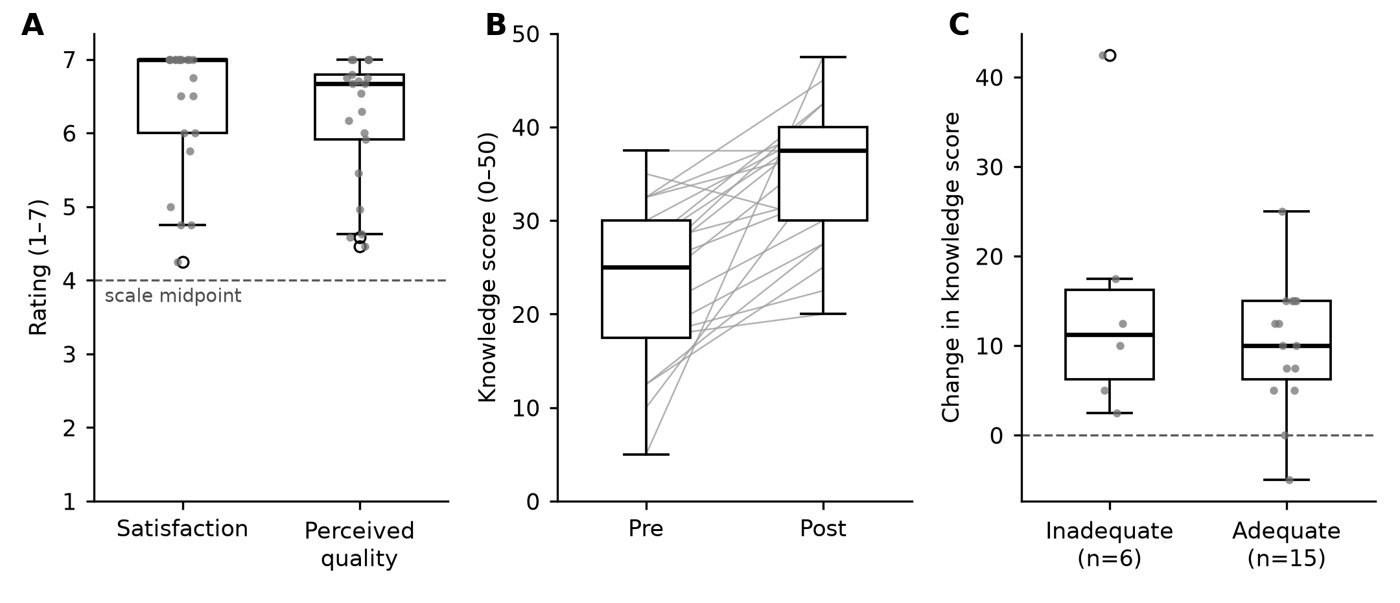 A
Rating (1–7)
7
6
5
4
3
2
1
scale midpoint
Satisfaction
Perceived
quality
B
Knowledge score (0–50)
50
40
30
20
10
0
Pre
Post
C
Change in knowledge score
40
30
20
10
0
Inadequate
(n=6)
Adequate
(n=15)